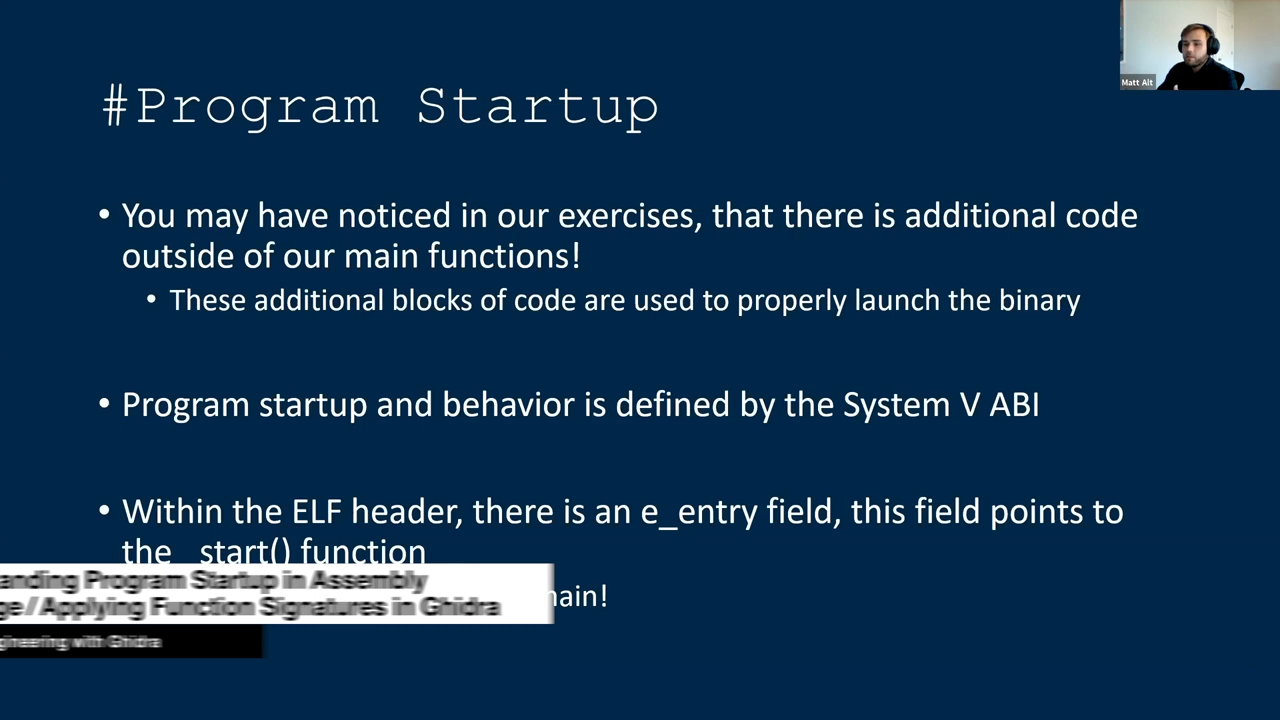 #Program Startup
Matt Alt
• You may have noticed in our exercises, that there is additional code
outside of our main functions!
• These additional blocks of code are used to properly launch the binary
• Program startup and behavior is defined by the System V ABI
• Within the ELF header, there is an e_entry field, this field points to
the _start() function
anding Program Startup in Assembly
ge/Applying Function Signatures in Ghidra
main!
gineering with Ghidra